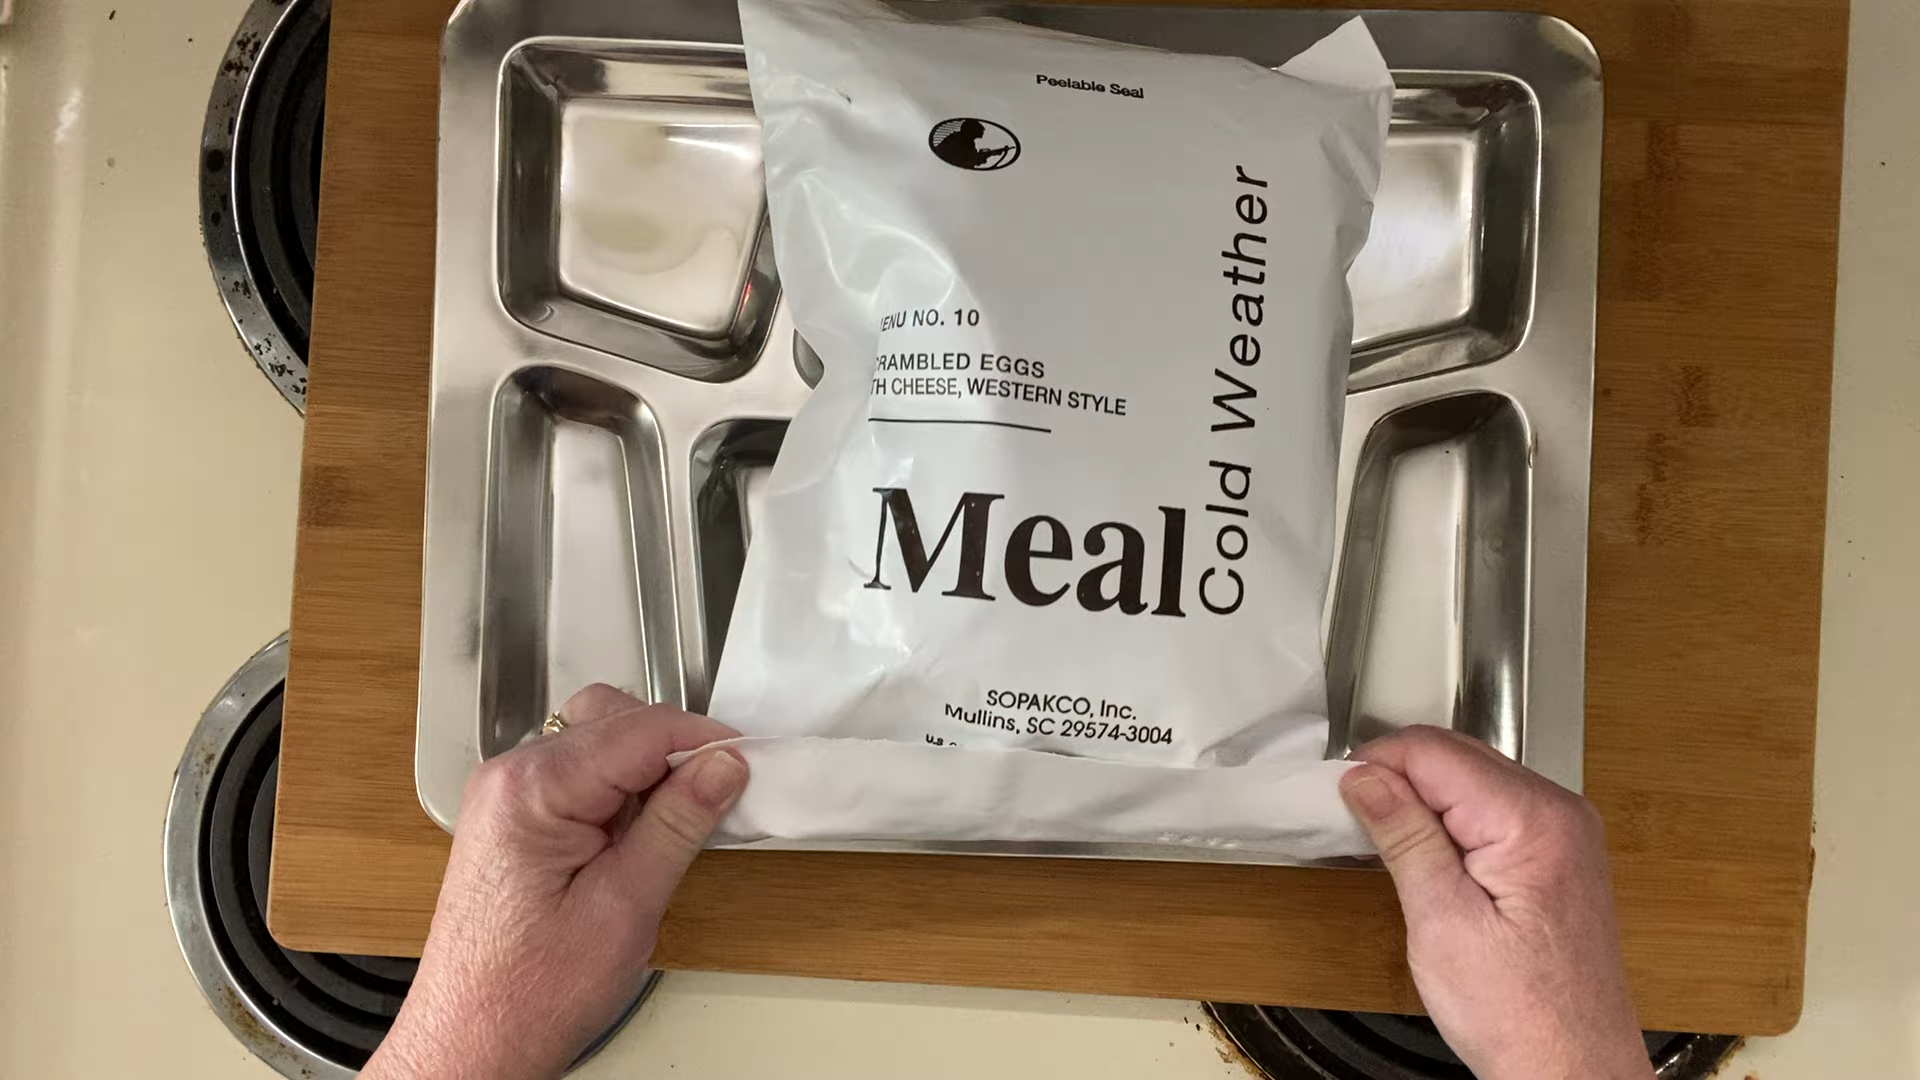 Peelable Seal
ENU NO. 10
CRAMBLED EGGS
TH CHEESE, WESTERN STYLE
Meal
Cold Weather
SOPAKCO, Inc.
Mullins, SC 29574-3004
U.S.